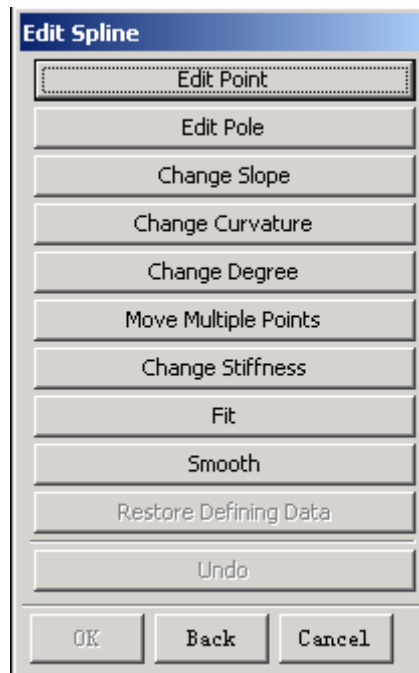 Edit Spline
Edit Point
Edit Pole
Change Slope
Change Curvature
Change Degree
Move Multiple Points
Change Stiffness
Fit
Smooth
Restore Defining Data
Undo
OK Back Cancel